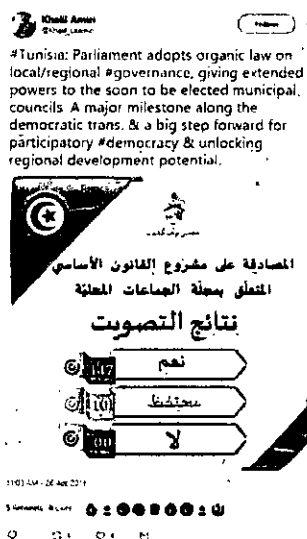 Khalil Amiri
#Tunisia: Parliament adopts organic law on
local/regional #governance, giving extended
powers to the soon to be elected municipal
councils. A major milestone along the
democratic trans. & a big step forward for
participatory #democracy & unlocking
regional development potential.
المصادقة على مشروع القانون الأساسي
المتعلق بمجلة الجماعات المحلية
نتائج التصويت
نعم
محتفظ
لا
00